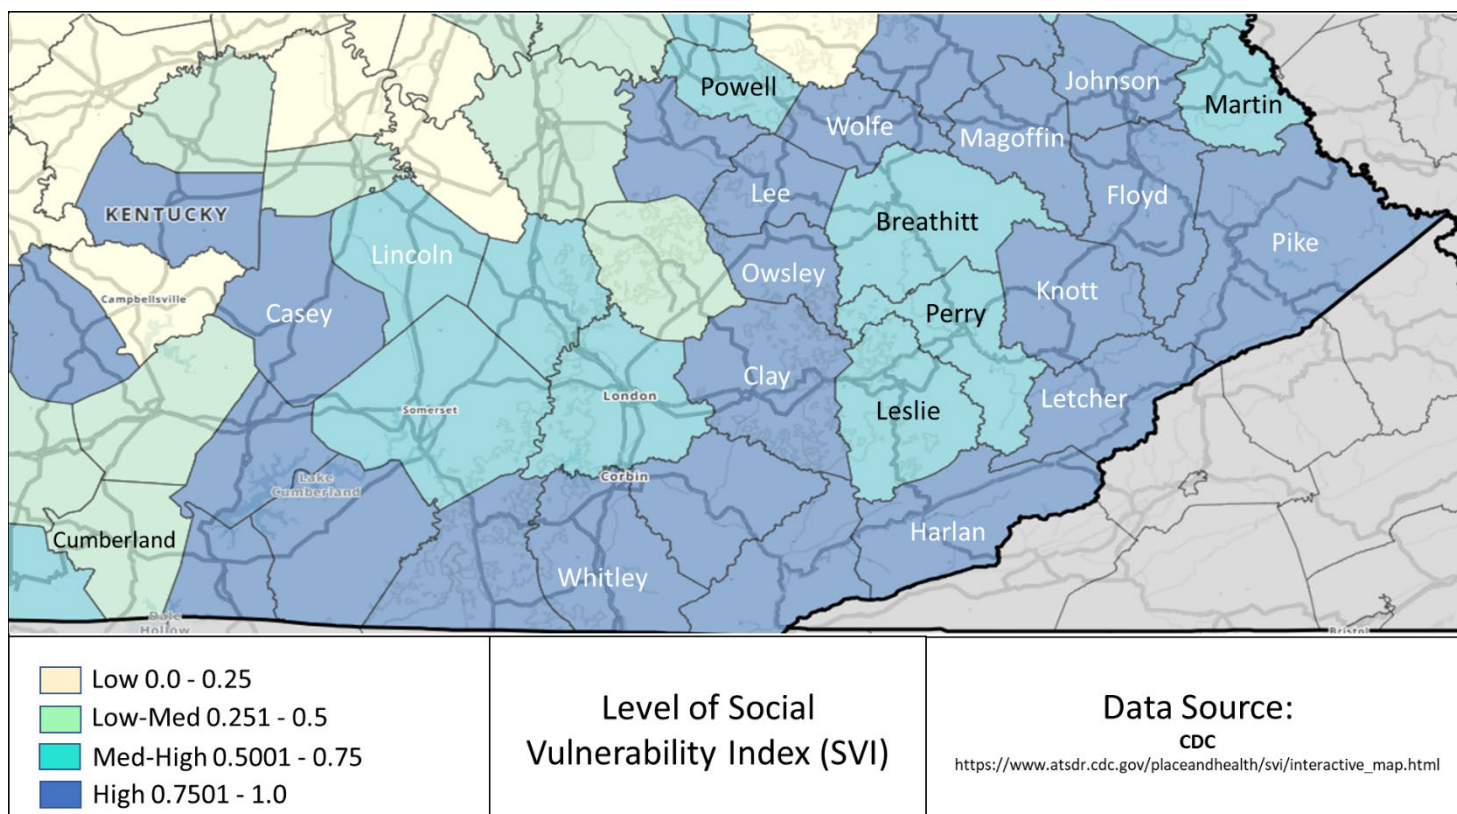 Powell
Johnson
Martin
Wolfe
Magoffin
Lee
Floyd
KENTUCKY
Breathitt
Lincoln
Pike
Owsley
Knott
Campbellsville
Casey
Perry
Clay
London
Letcher
Somerset
Leslie
Lake
Cumberland
Corbin
Harlan
Cumberland
Whitley
Dale
Hollow
Bristol
Low 0.0 - 0.25
Low-Med 0.251 - 0.5
Med-High 0.5001 - 0.75
High 0.7501 - 1.0
Level of Social
Vulnerability Index (SVI)
Data Source:
CDC
https://www.atsdr.cdc.gov/placeandhealth/svi/interactive_map.html